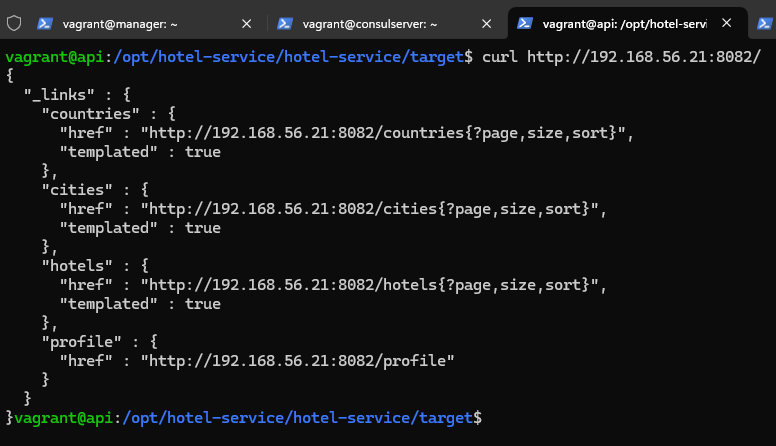 vagrant@manager: ~
vagrant@consulserver: ~
vagrant@api: /opt/hotel-servi
vagrant@api:/opt/hotel-service/hotel-service/target$ curl http://192.168.56.21:8082/
{
  "_links" : {
    "countries" : {
      "href" : "http://192.168.56.21:8082/countries{?page,size,sort}",
      "templated" : true
    },
    "cities" : {
      "href" : "http://192.168.56.21:8082/cities{?page,size,sort}",
      "templated" : true
    },
    "hotels" : {
      "href" : "http://192.168.56.21:8082/hotels{?page,size,sort}",
      "templated" : true
    },
    "profile" : {
      "href" : "http://192.168.56.21:8082/profile"
    }
  }
}vagrant@api:/opt/hotel-service/hotel-service/target$